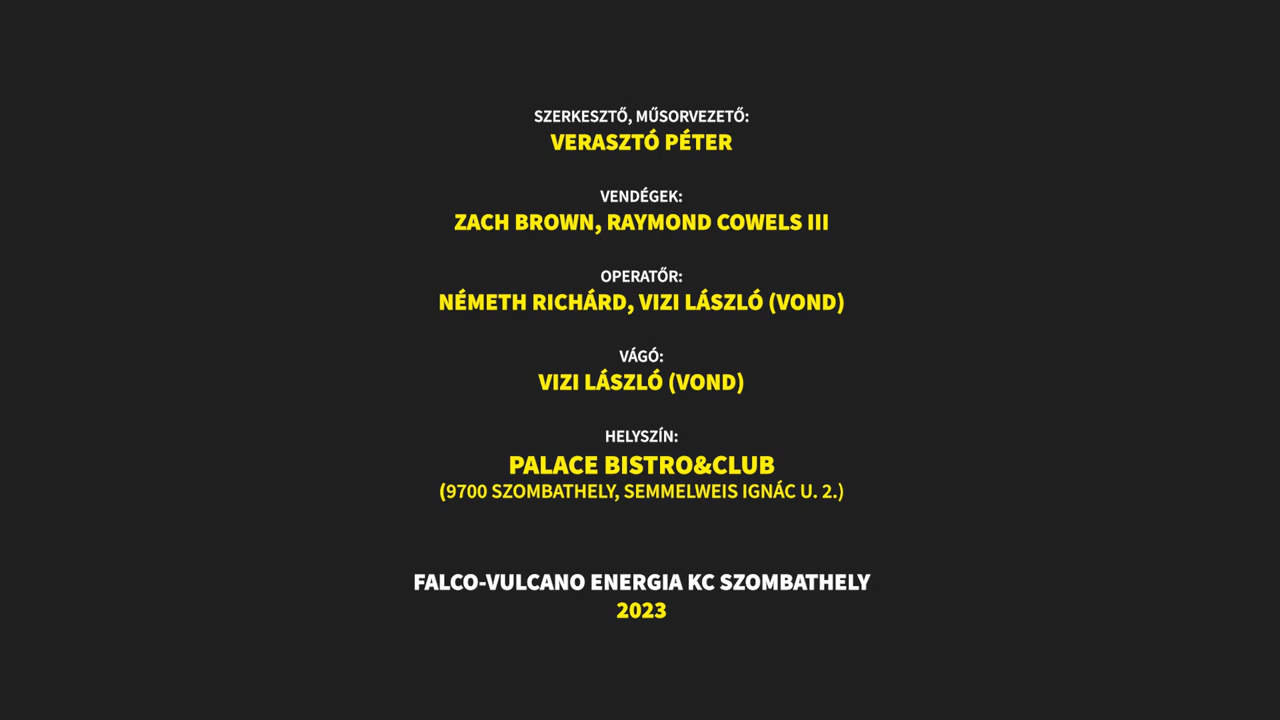 SZERKESZTŐ, MŰSORVEZETŐ:
VERASZTÓ PÉTER
VENDÉGEK:
ZACH BROWN, RAYMOND COWELS III
OPERATŐR:
NÉMETH RICHÁRD, VIZI LÁSZLÓ (VOND)
VÁGÓ:
VIZI LÁSZLÓ (VOND)
HELYSZÍN:
PALACE BISTRO&CLUB
(9700 SZOMBATHELY, SEMMELWEIS IGNÁC U. 2.)
FALCO-VULCANO ENERGIA KC SZOMBATHELY
2023